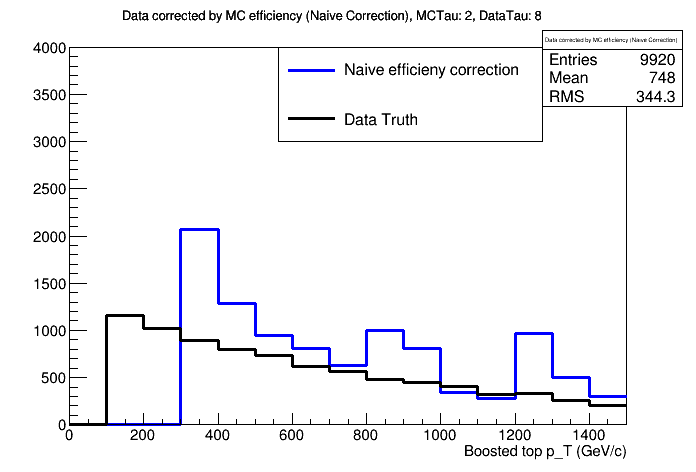 Data corrected by MC efficiency (Naive Correction), MCTau: 2, DataTau: 8
Data corrected by MC efficiency (Naive Correction)
Entries 9920
Mean 748
RMS 344.3
Naive efficieny correction
Data Truth
4000
3500
3000
2500
2000
1500
1000
500
0
0 200 400 600 800 1000 1200 1400
Boosted top p_T (GeV/c)